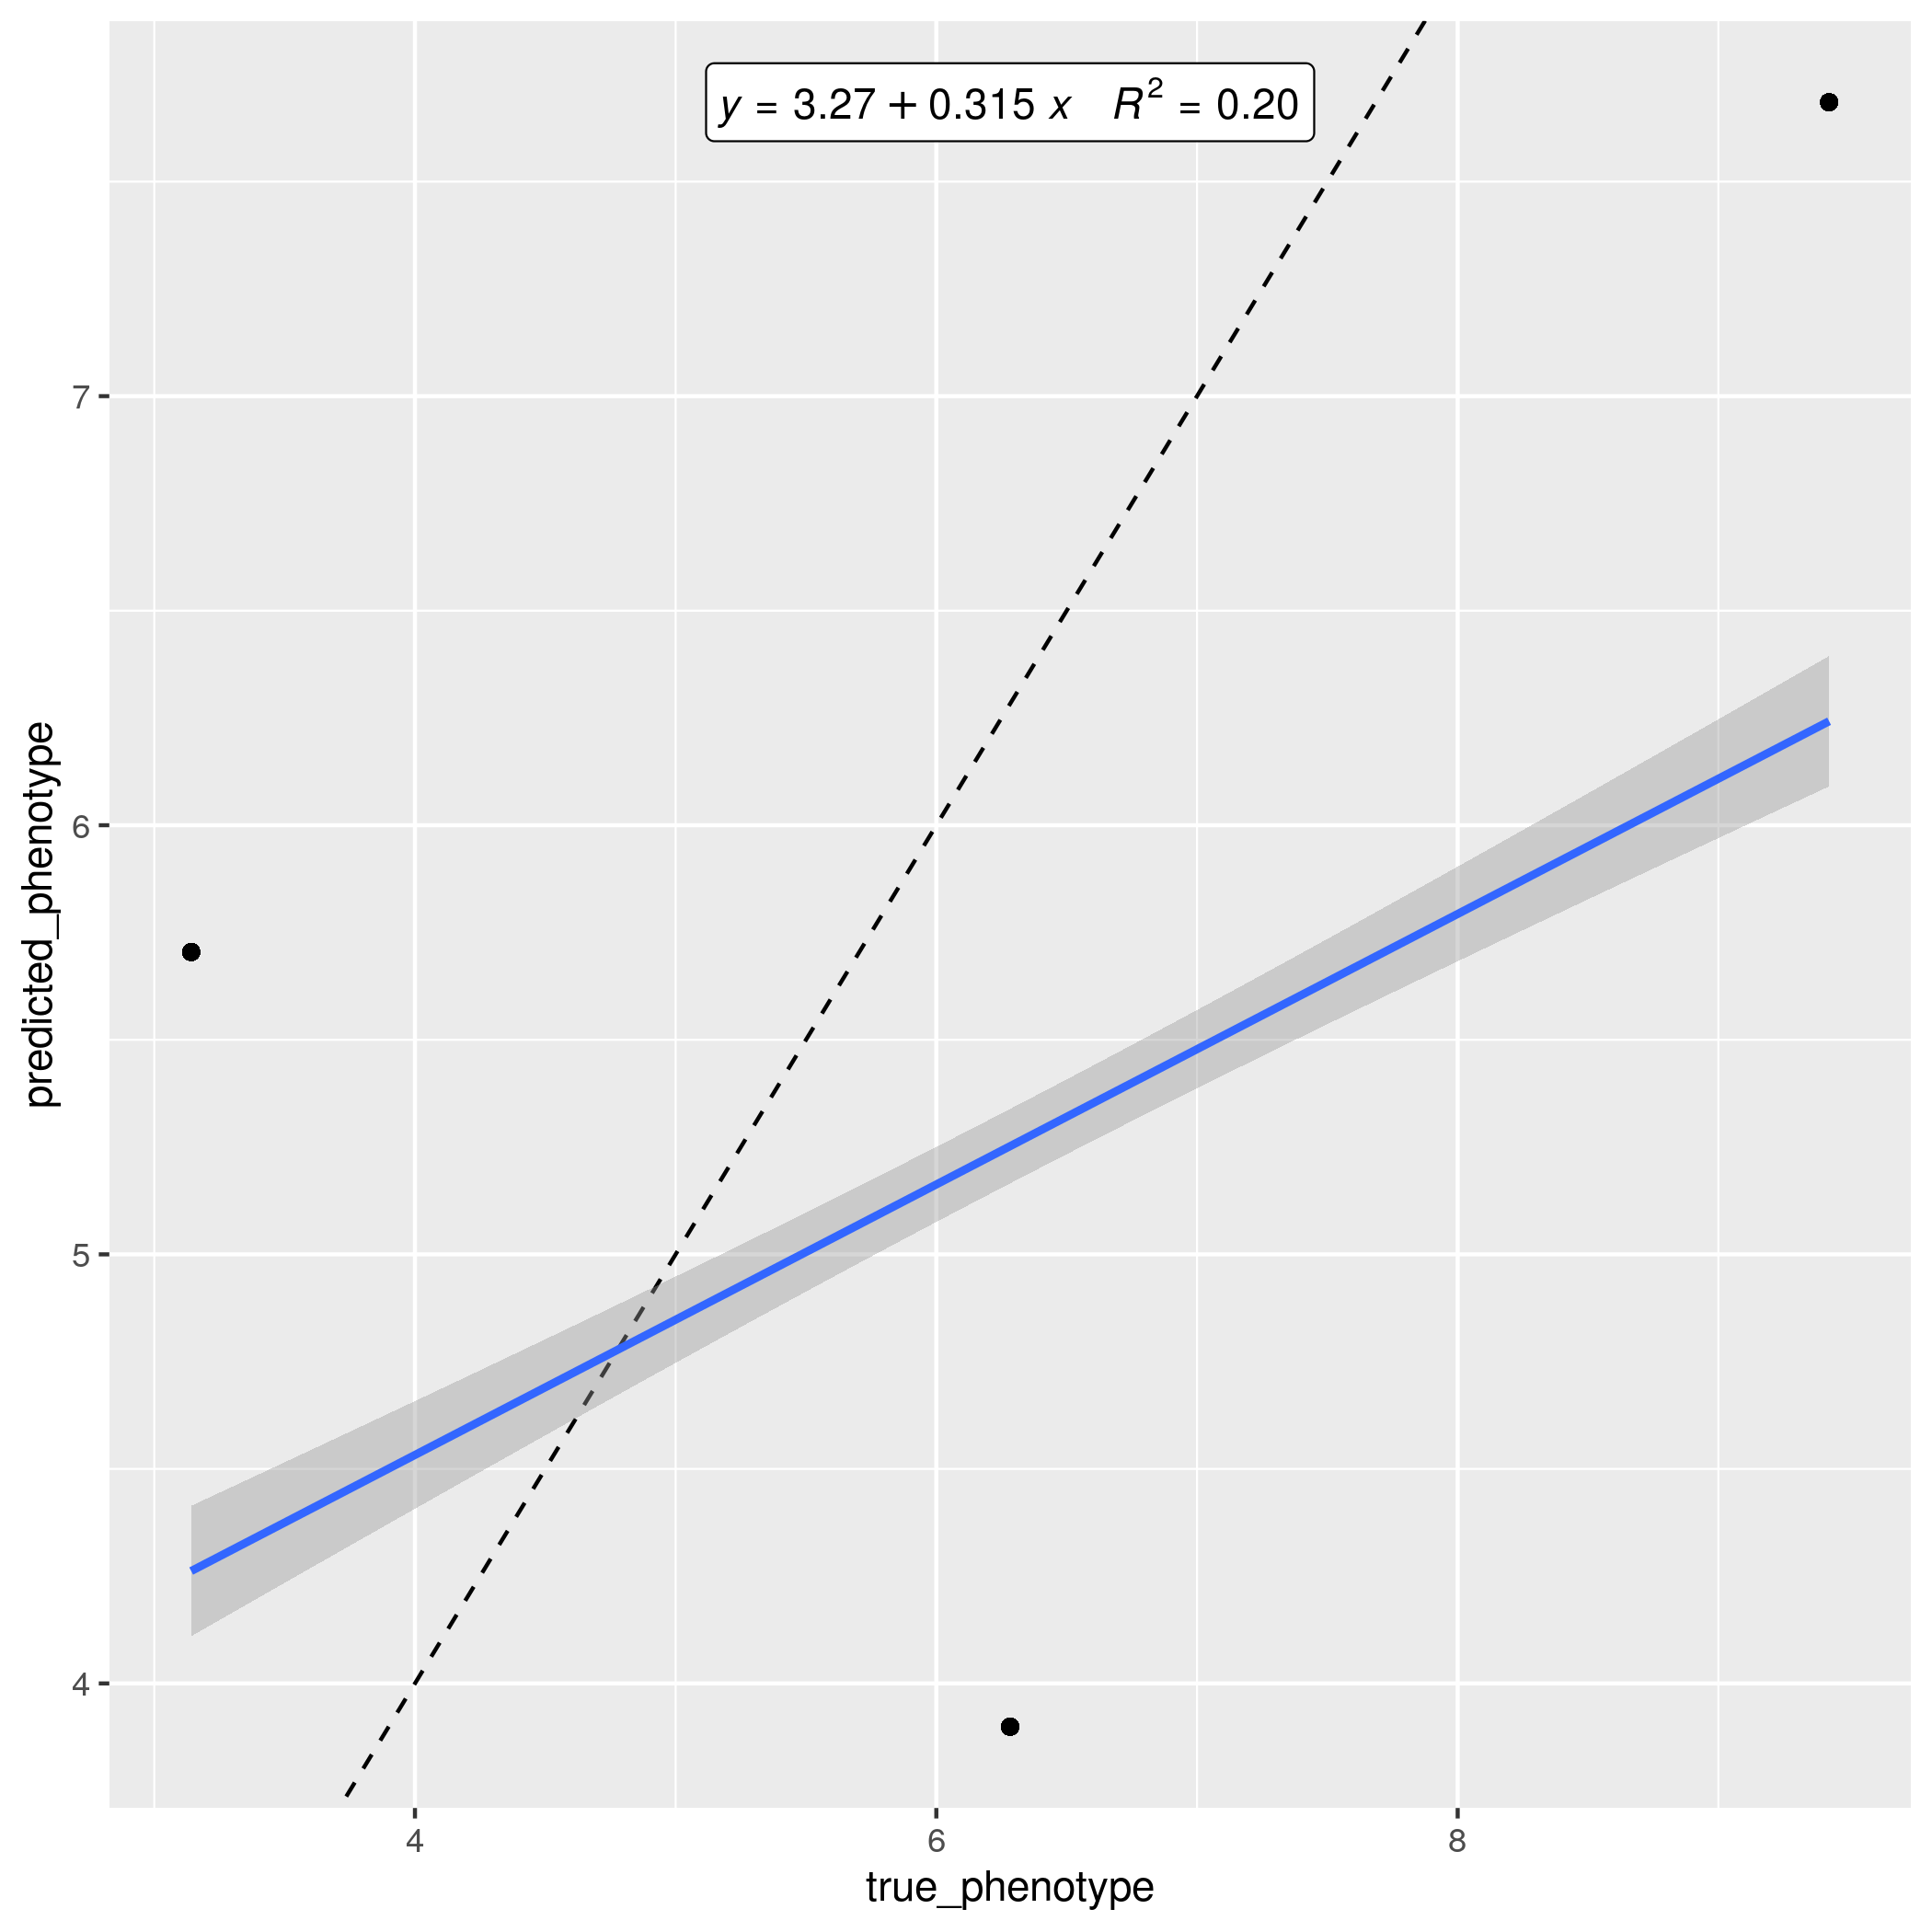 y = 3.27 + 0.315 x R² = 0.20
7
6
5
4
predicted_phenotype
4 6 8
true_phenotype